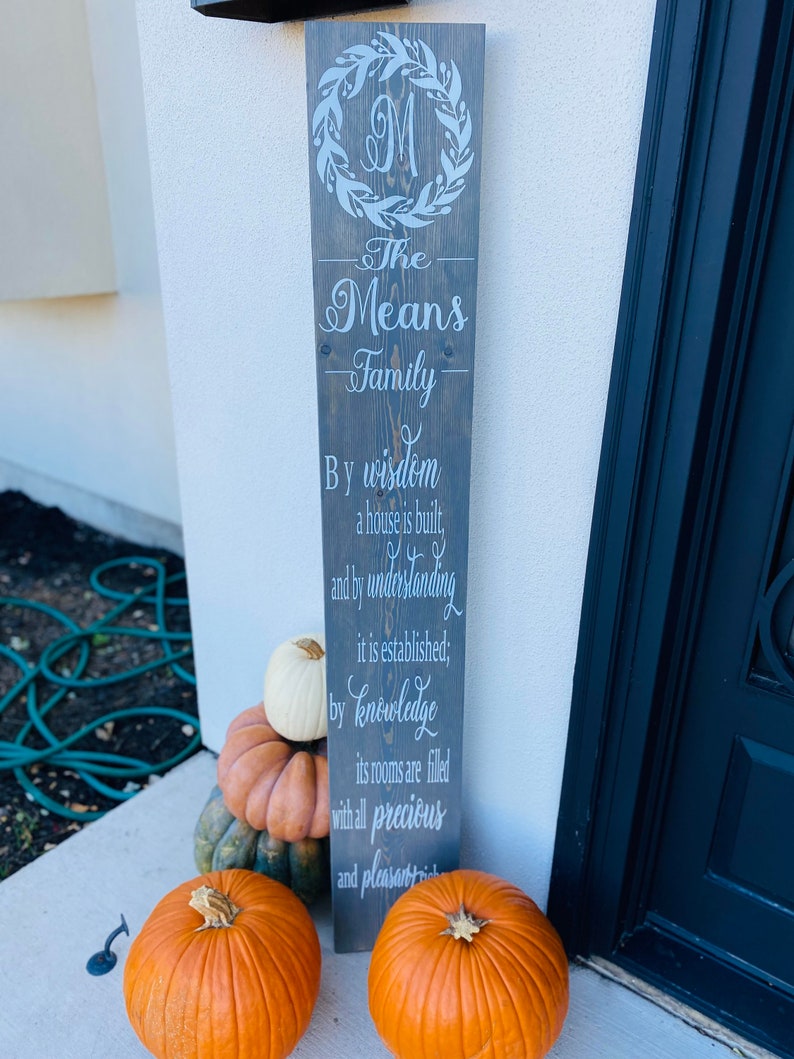 M
The
Means
Family
By wisdom
a house is built,
and by understanding
it is established;
by knowledge
its rooms are filled
with all precious
and pleasant